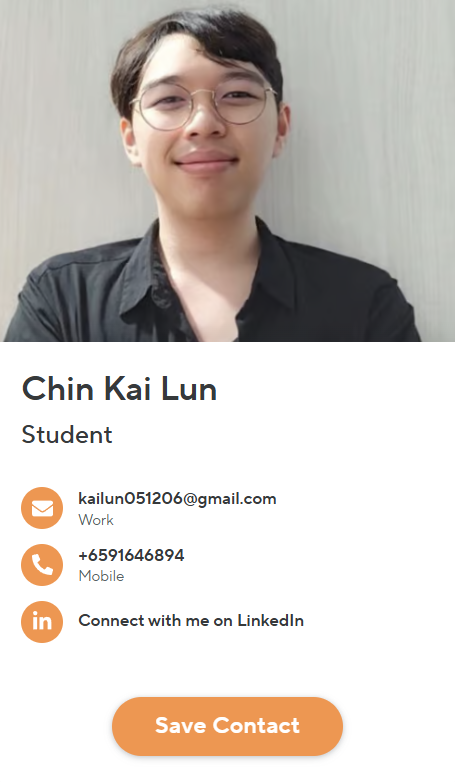 Chin Kai Lun
Student
kailun051206@gmail.com
Work
+6591646894
Mobile
in
Connect with me on LinkedIn
Save Contact